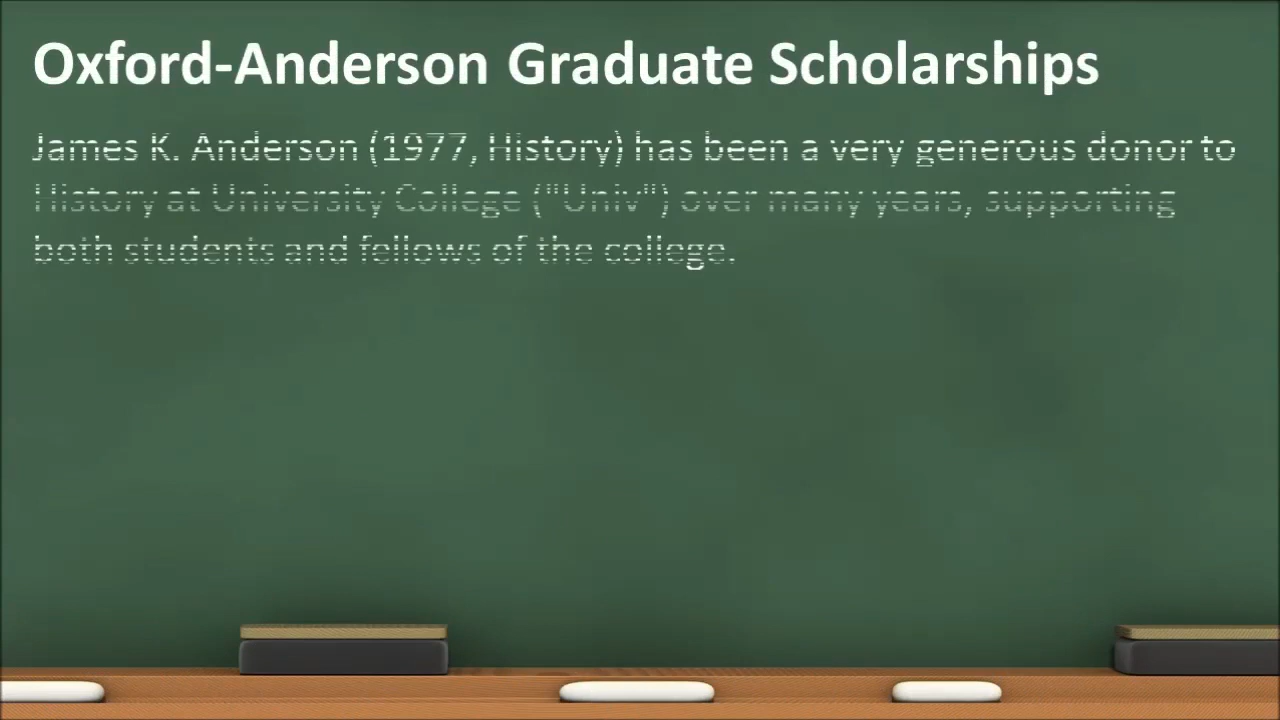 Oxford-Anderson Graduate Scholarships
James K. Anderson (1977, History) has been a very generous donor to
History at University College ("Univ") over many years, supporting
both students and fellows of the college.